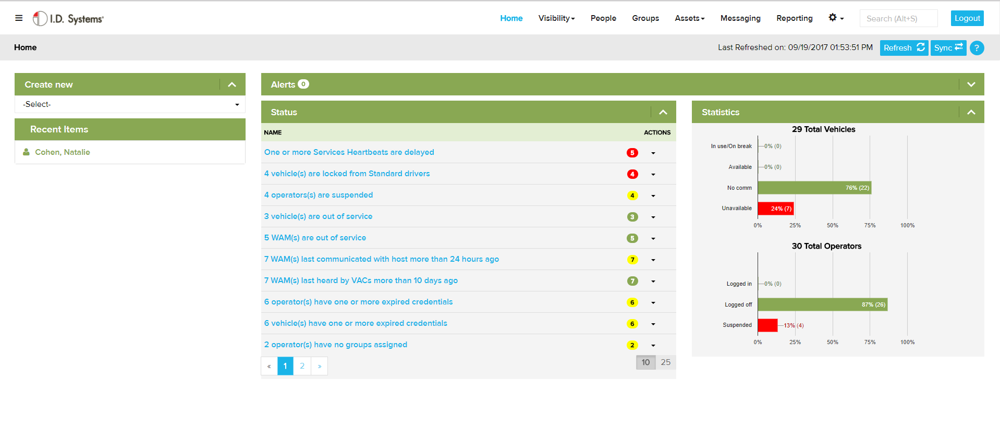 I.D. Systems
Home Visibility People Groups Assets Messaging Reporting Search (Alt+S) Logout
Home
Last Refreshed on: 09/19/2017 01:53:51 PM Refresh Sync ?
Create new
-Select-
Recent Items
Cohen, Natalie
Alerts 0
Status
NAME ACTIONS
One or more Services Heartbeats are delayed 5
4 vehicle(s) are locked from Standard drivers 4
4 operators(s) are suspended 4
3 vehicle(s) are out of service 3
5 WAM(s) are out of service 5
7 WAM(s) last communicated with host more than 24 hours ago 7
7 WAM(s) last heard by VACs more than 10 days ago 7
6 operator(s) have one or more expired credentials 6
6 vehicle(s) have one or more expired credentials 6
2 operator(s) have no groups assigned 2
« 1 2 »
10 25
Statistics
29 Total Vehicles
In use/On break 0% (0)
Available 0% (0)
No comm 76% (22)
Unavailable 24% (7)
0% 25% 50% 75% 100%
30 Total Operators
Logged in 0% (0)
Logged off 87% (26)
Suspended 13% (4)
0% 25% 50% 75% 100%